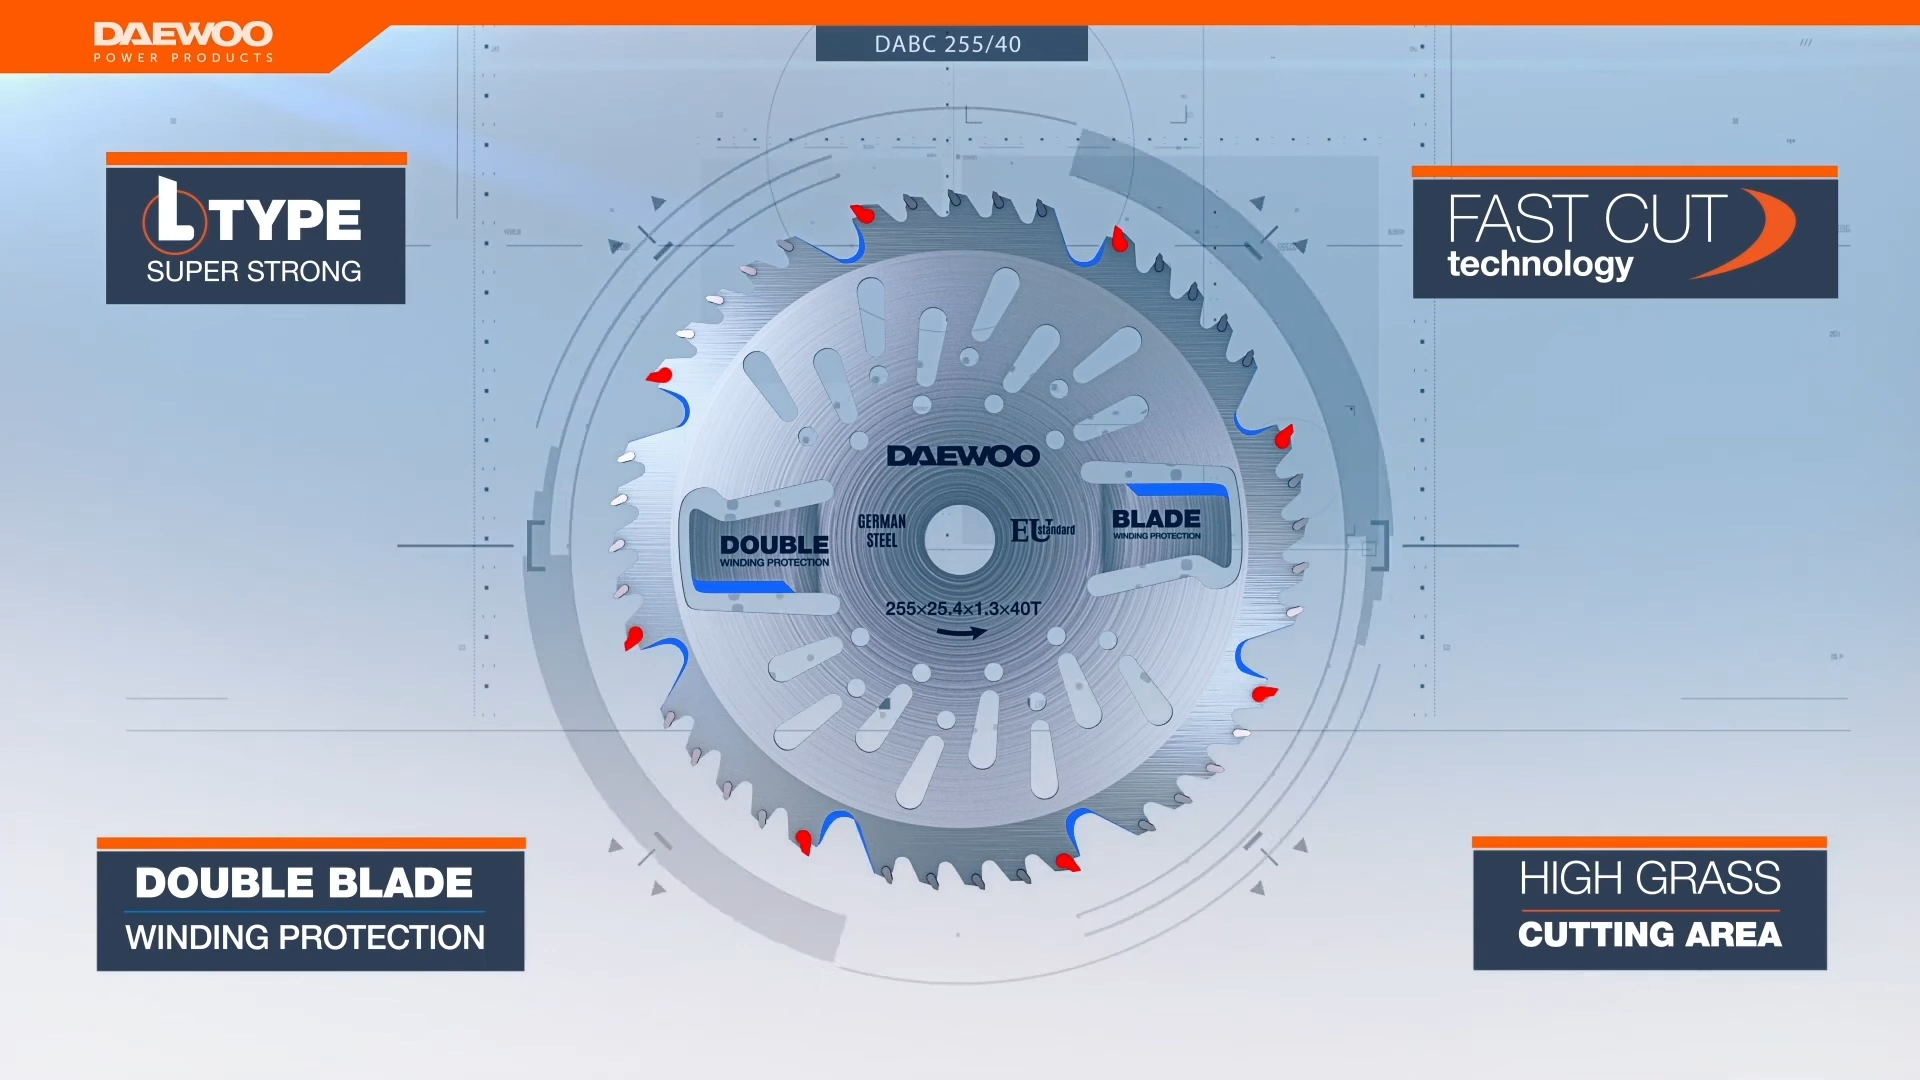 DAEWOO
POWER PRODUCTS
DABC 255/40
L TYPE
SUPER STRONG
FAST CUT
technology
DAEWOO
GERMAN
STEEL
EU standard
DOUBLE
WINDING PROTECTION
BLADE
WINDING PROTECTION
255×25.4×1.3×40T
DOUBLE BLADE
WINDING PROTECTION
HIGH GRASS
CUTTING AREA